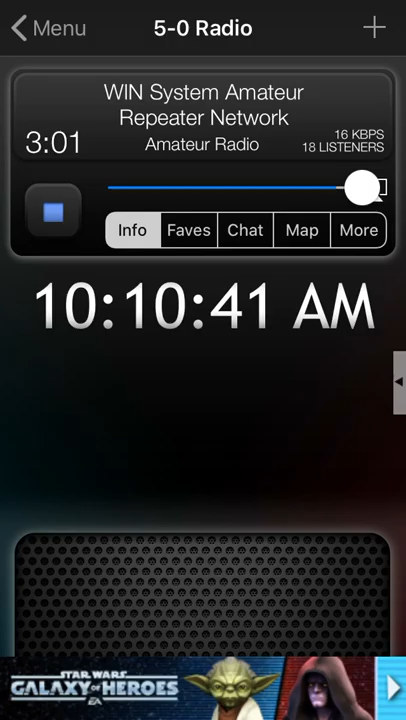 Menu
5-0 Radio
WIN System Amateur
Repeater Network
3:01
Amateur Radio
16 KBPS
18 LISTENERS
Info
Faves
Chat
Map
More
10:10:41 AM
STAR WARS
GALAXY OF HEROES
EA